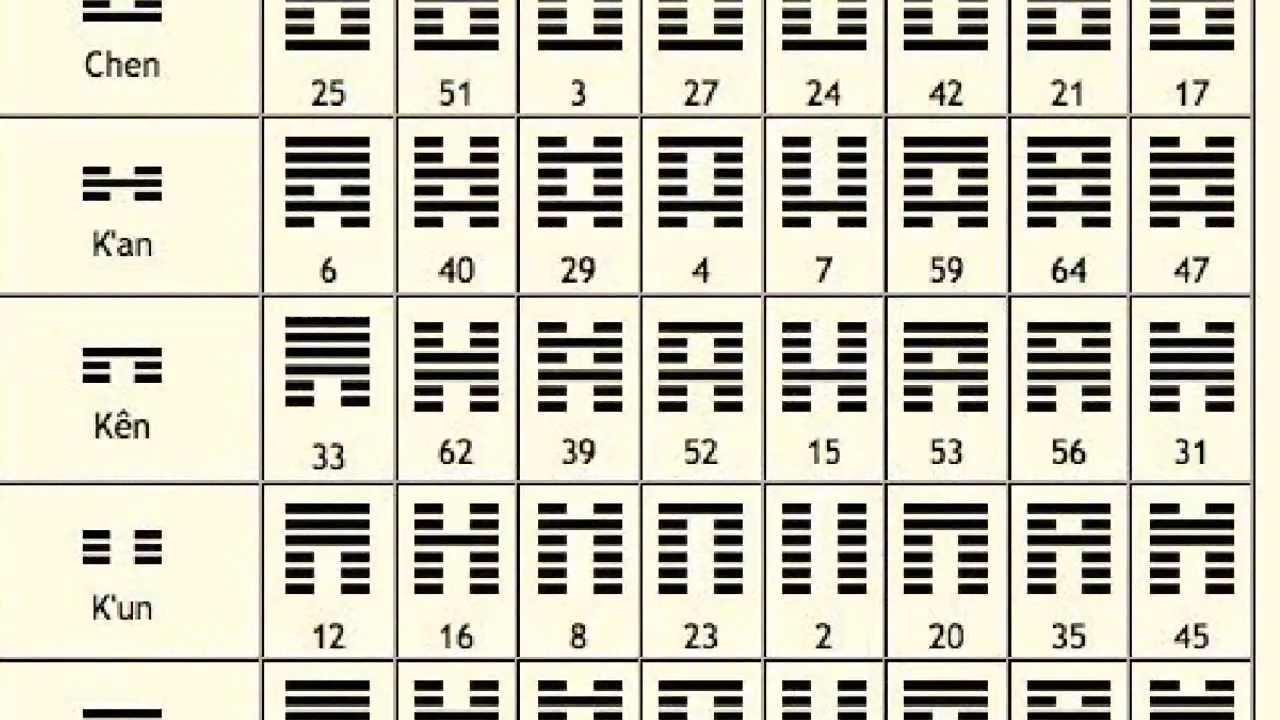 Chen 25 51 3 27 24 42 21 17
K'an 6 40 29 4 7 59 64 47
Kên 33 62 39 52 15 53 56 31
K'un 12 16 8 23 2 20 35 45